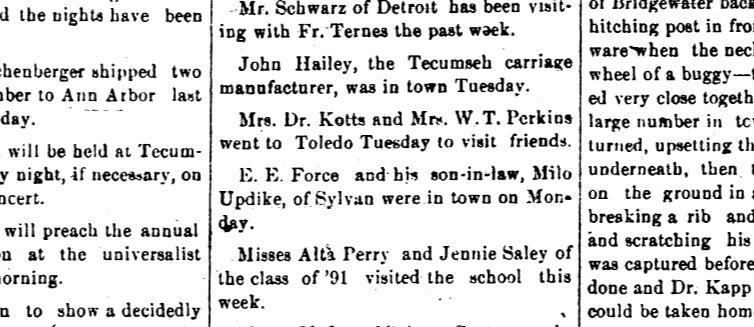 d the nights have been
chenberger shipped two
ber to Ann Arbor last
day.
will be held at Tecum-
y night, if necessary, on
ncert.
will preach the annual
on at the universalist
morning.
n to show a decidedly
Mr. Schwarz of Detroit has been visit-
ing with Fr. Ternes the past week.
John Hailey, the Tecumseh carriage
manufacturer, was in town Tuesday.
Mrs. Dr. Kotts and Mrs. W. T. Perkins
went to Toledo Tuesday to visit friends.
E. E. Force and his son-in-law, Milo
Updike, of Sylvan were in town on Mon-
day.
Misses Alta Perry and Jennie Saley of
the class of '91 visited the school this
week.
of Bridgewater back
hitching post in fro
ware when the nec
wheel of a buggy—
ed very close togeth
large number in to
turned, upsetting th
underneath, then
on the ground in a
breaking a rib and
and scratching his
was captured before
done and Dr. Kapp
could be taken hom